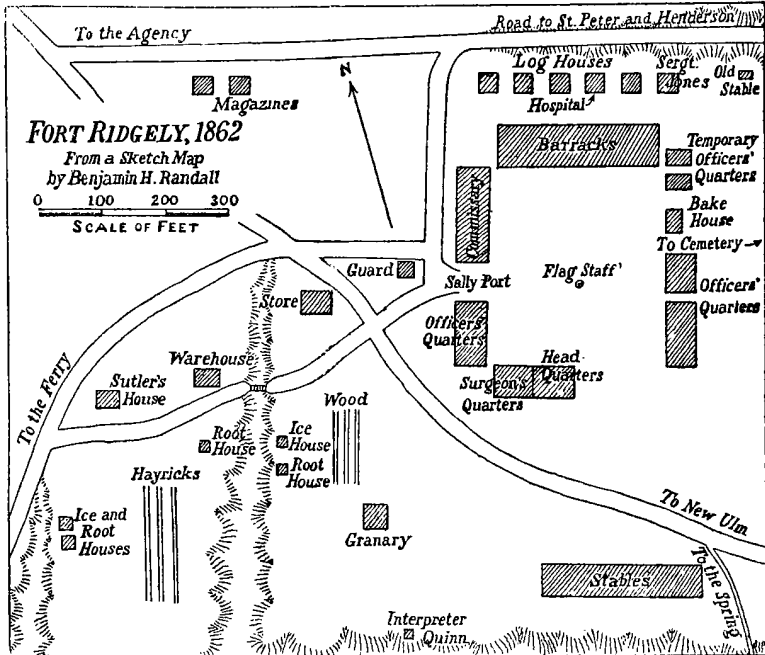 Road to St. Peter and Henderson
To the Agency
Log Houses
Sergt.
Jones
Old
Stable
Magazines
Hospital
N
FORT RIDGELY, 1862
From a Sketch Map
by Benjamin H. Randall
0 100 200 300
SCALE OF FEET
Barracks
Temporary
Officers'
Quarters
Commissary
Bake
House
To Cemetery
Guard
Sally Port
Flag Staff
Officers'
Quarters
Store
Officers'
Quarters
Warehouse
Head
Quarters
Surgeon's
Quarters
Sutler's
House
To the Ferry
Wood
Root
House
Ice
House
Root
House
Hayricks
Ice and
Root
Houses
Granary
To New Ulm
To the Spring
Stables
Interpreter
Quinn